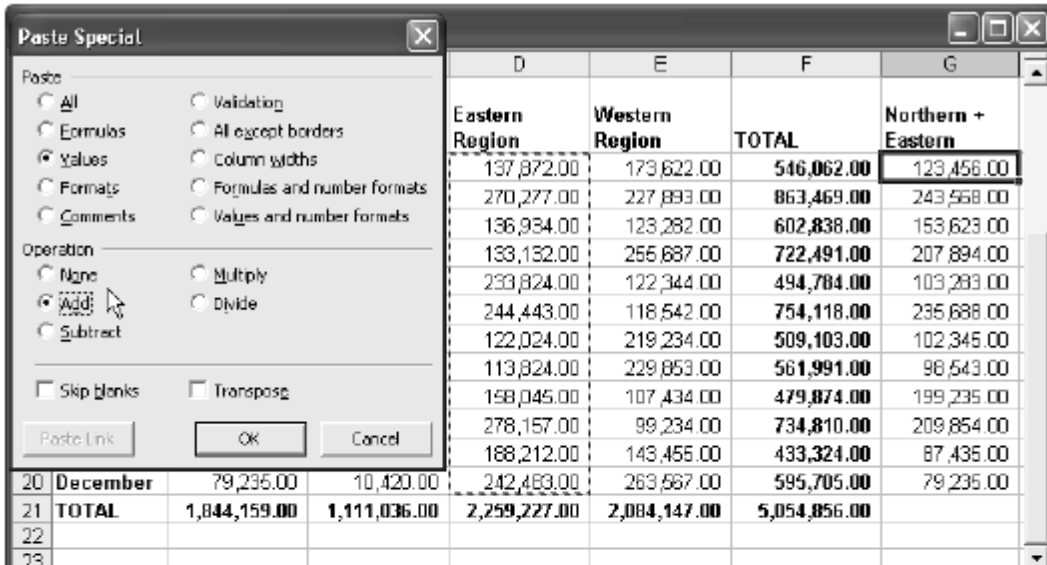 Paste Special
Paste
All
Validation
Formulas
All except borders
Values
Column widths
Formats
Formulas and number formats
Comments
Values and number formats
Operation
None
Multiply
Add
Divide
Subtract
Skip blanks
Transpose
Paste Link
OK
Cancel
D E F G
Eastern Region
Western Region
TOTAL
Northern + Eastern
137,872.00 173,622.00 546,062.00 123,456.00
270,277.00 227,893.00 863,469.00 243,568.00
136,934.00 123,282.00 602,838.00 153,623.00
133,132.00 255,687.00 722,491.00 207,894.00
233,824.00 122,344.00 494,784.00 103,283.00
244,443.00 118,542.00 754,118.00 235,688.00
122,024.00 219,234.00 509,103.00 102,345.00
113,824.00 229,853.00 561,991.00 98,543.00
158,045.00 107,434.00 479,874.00 199,235.00
278,157.00 99,234.00 734,810.00 209,854.00
188,212.00 143,455.00 433,324.00 87,435.00
20 December 79,235.00 10,420.00 242,483.00 263,567.00 595,705.00 79,235.00
21 TOTAL 1,844,159.00 1,111,036.00 2,259,227.00 2,084,147.00 5,054,856.00
22
23